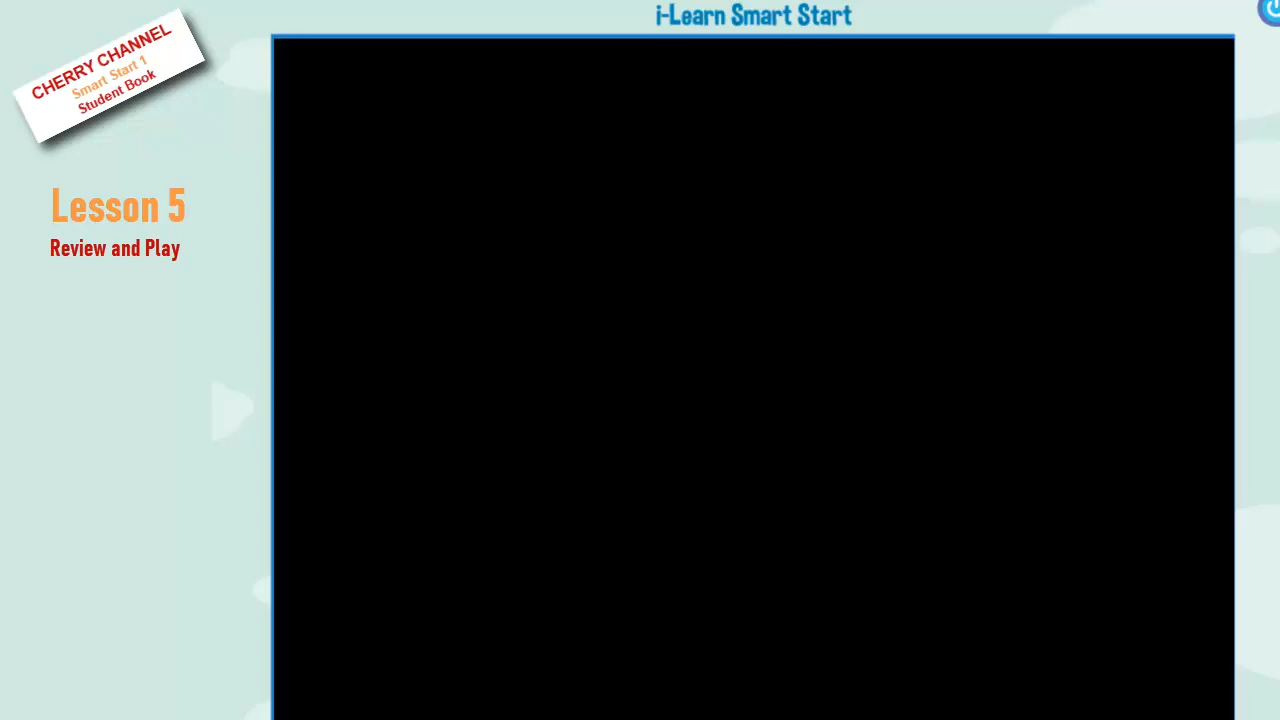 i-Learn Smart Start
CHERRY CHANNEL
Smart Start 1
Student Book
Lesson 5
Review and Play